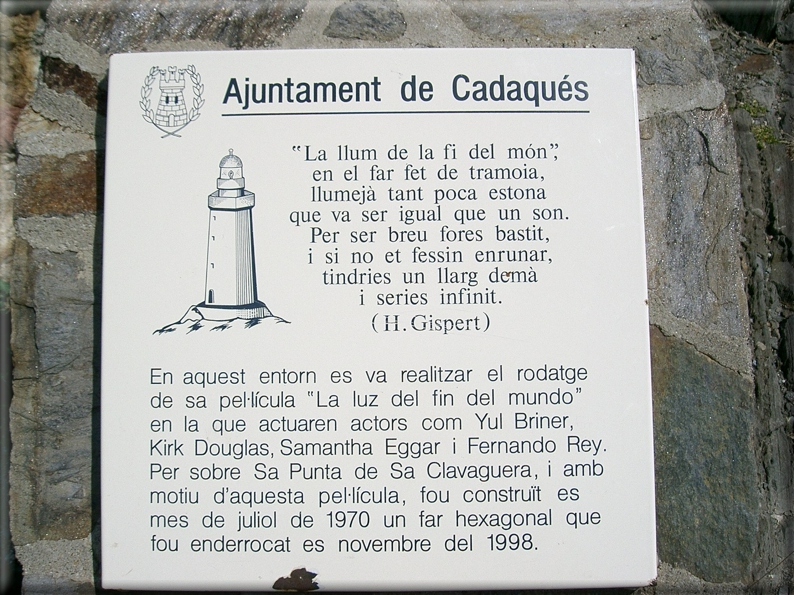 Ajuntament de Cadaqués
“La llum de la fi del món”,
en el far fet de tramoia,
llumejà tant poca estona
que va ser igual que un son.
Per ser breu fores bastit,
i si no et fessin enrunar,
tindries un llarg demà
i series infinit.
(H. Gispert)
En aquest entorn es va realitzar el rodatge
de sa pel·lícula “La luz del fin del mundo”
en la que actuaren actors com Yul Briner,
Kirk Douglas, Samantha Eggar i Fernando Rey.
Per sobre Sa Punta de Sa Clavaguera, i amb
motiu d'aquesta pel·lícula, fou construït es
mes de juliol de 1970 un far hexagonal que
fou enderrocat es novembre del 1998.